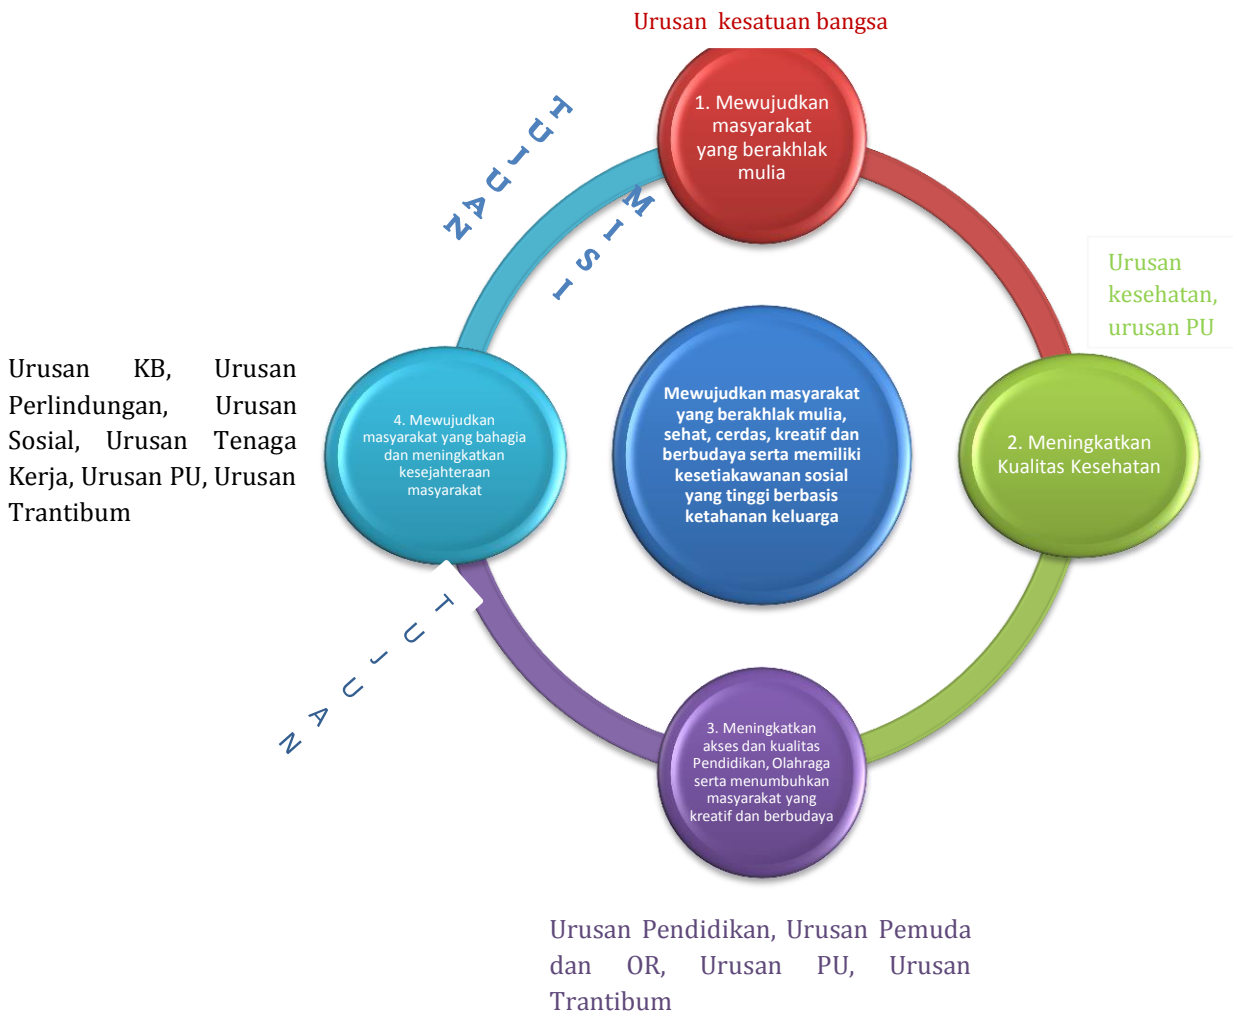 Urusan kesatuan bangsa
1. Mewujudkan
masyarakat
yang berakhlak
mulia
TUJUAN
MISI
Urusan
kesehatan,
urusan PU
2. Meningkatkan
Kualitas Kesehatan
Mewujudkan masyarakat
yang berakhlak mulia,
sehat, cerdas, kreatif dan
berbudaya serta memiliki
kesetiakawanan sosial
yang tinggi berbasis
ketahanan keluarga
Urusan KB, Urusan
Perlindungan, Urusan
Sosial, Urusan Tenaga
Kerja, Urusan PU, Urusan
Trantibum
4. Mewujudkan
masyarakat yang bahagia
dan meningkatkan
kesejahteraan
masyarakat
TUJUAN
3. Meningkatkan
akses dan kualitas
Pendidikan, Olahraga
serta menumbuhkan
masyarakat yang
kreatif dan berbudaya
Urusan Pendidikan, Urusan Pemuda
dan OR, Urusan PU, Urusan
Trantibum